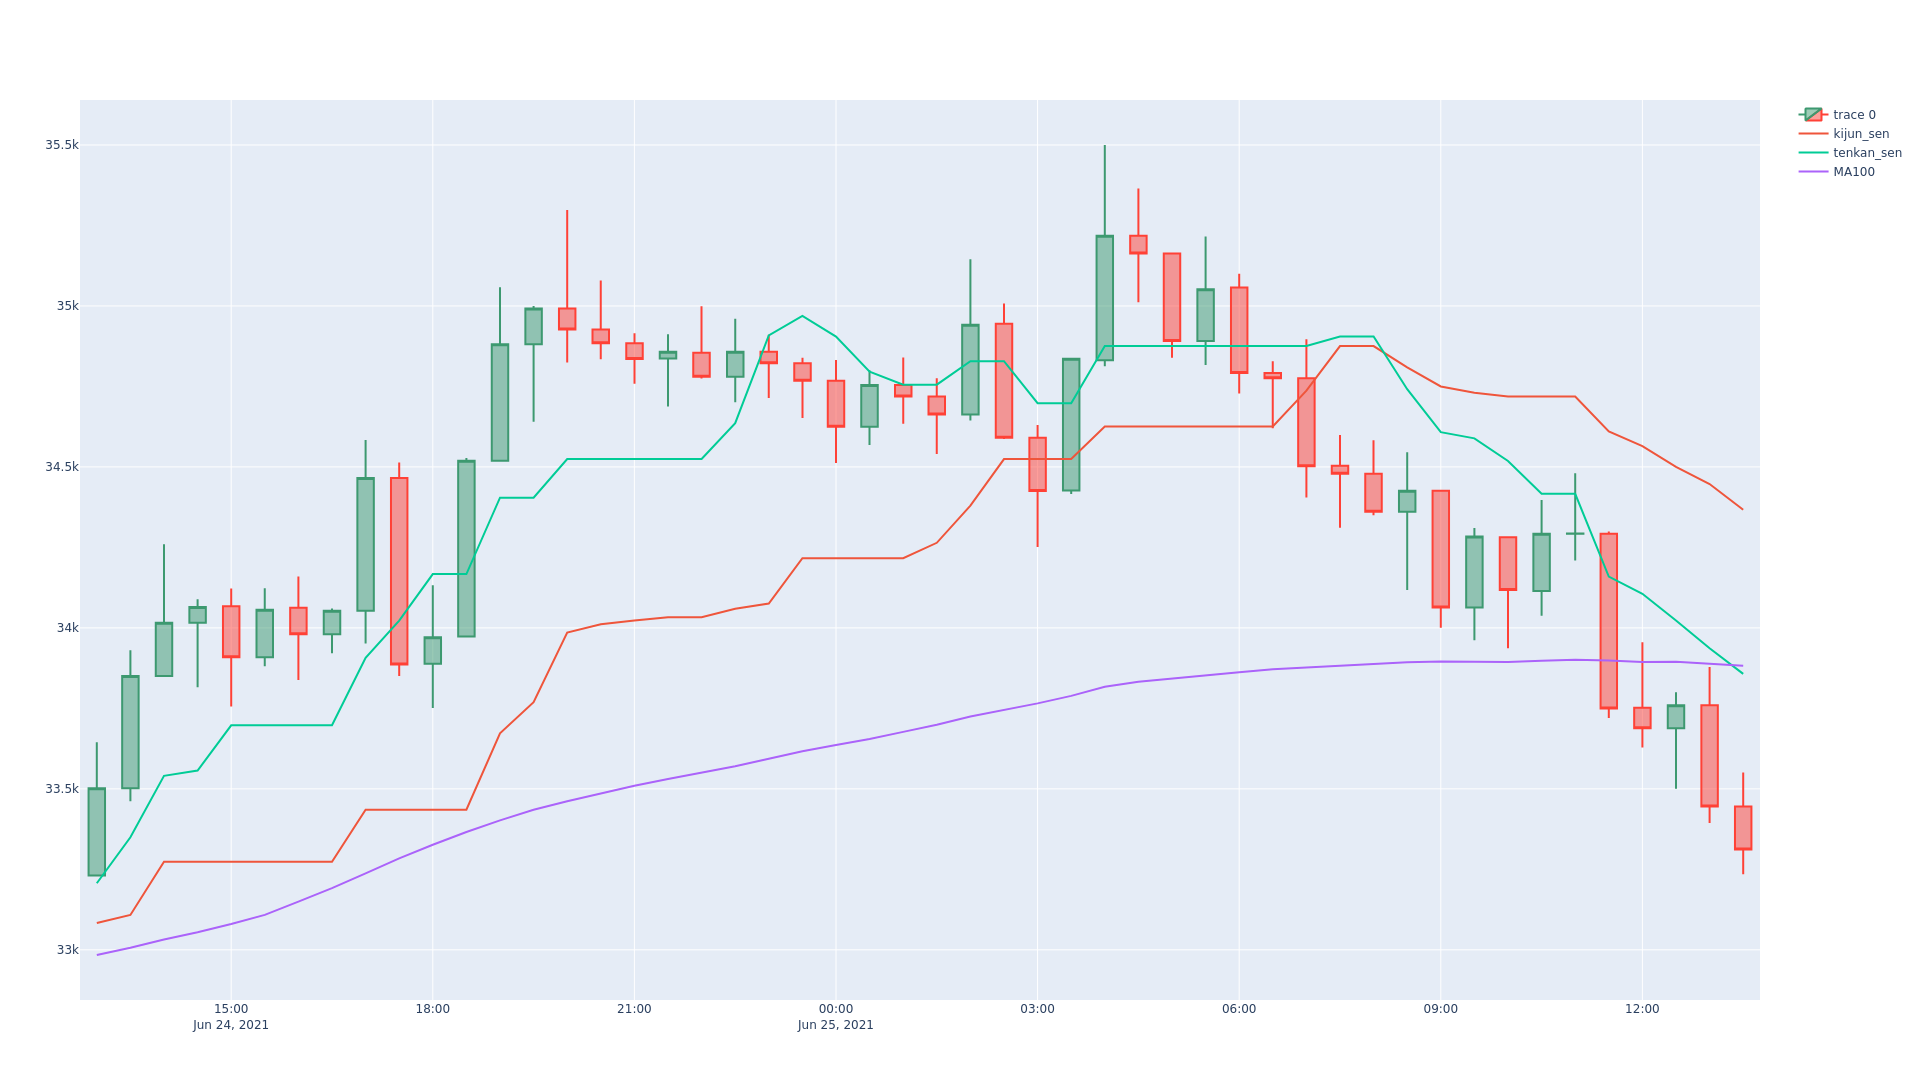 trace 0
kijun_sen
tenkan_sen
MA100
35.5k
35k
34.5k
34k
33.5k
33k
15:00 18:00 21:00 00:00 03:00 06:00 09:00 12:00
Jun 24, 2021 Jun 25, 2021